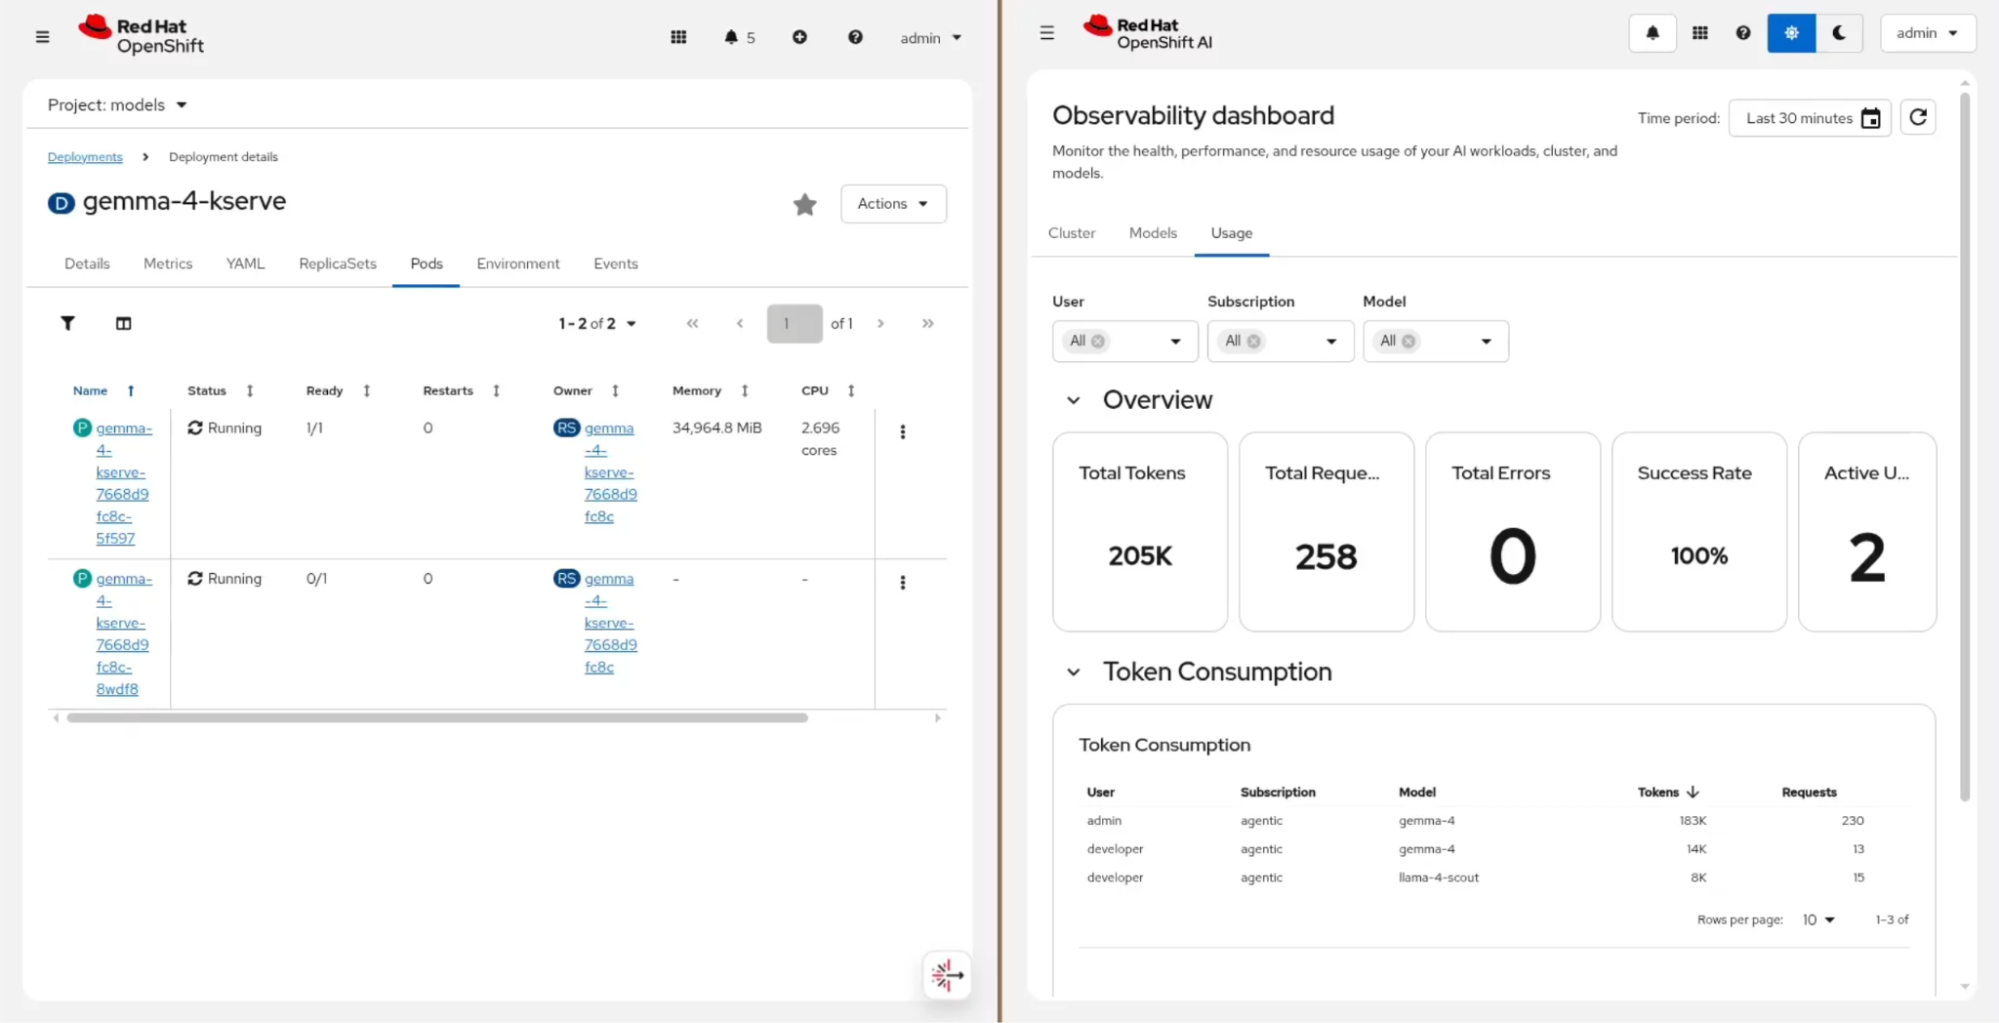 Red Hat
OpenShift
5
admin
Project: models
Deployments > Deployment details
D gemma-4-kserve
Actions
Details Metrics YAML ReplicaSets Pods Environment Events
1 - 2 of 2 1 of 1
Name Status Ready Restarts Owner Memory CPU
P gemma-4-kserve-7668d9fc8c-5f597 Running 1/1 0 RS gemma-4-kserve-7668d9fc8c 34,964.8 MiB 2.696 cores
P gemma-4-kserve-7668d9fc8c-8wdf8 Running 0/1 0 RS gemma-4-kserve-7668d9fc8c - -
Red Hat
OpenShift AI
admin
Observability dashboard
Time period: Last 30 minutes
Monitor the health, performance, and resource usage of your AI workloads, cluster, and
models.
Cluster Models Usage
User Subscription Model
All All All
Overview
Total Tokens Total Reque... Total Errors Success Rate Active U...
205K 258 0 100% 2
Token Consumption
Token Consumption
User Subscription Model Tokens Requests
admin agentic gemma-4 183K 230
developer agentic gemma-4 14K 13
developer agentic llama-4-scout 8K 15
Rows per page: 10 1-3 of